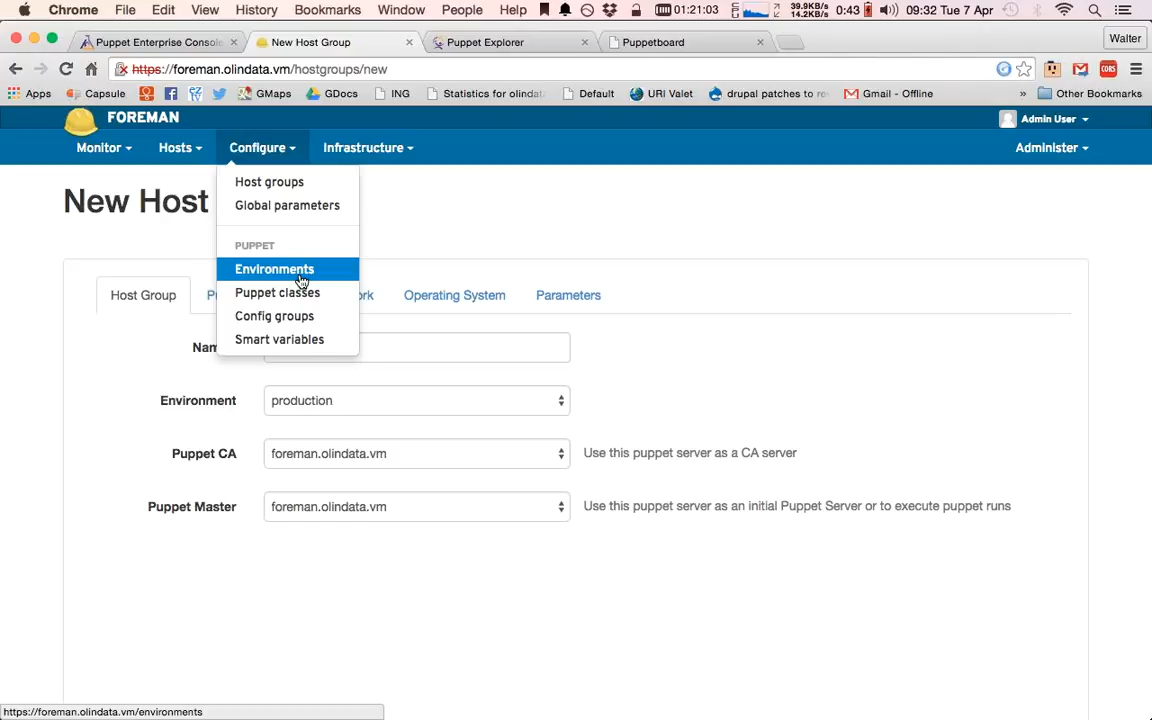 Chrome File Edit View History Bookmarks Window People Help 01:21:03 39.9KB/s 14.2KB/s 0:43 09:32 Tue 7 Apr
Puppet Enterprise Console New Host Group Puppet Explorer Puppetboard Walter
https://foreman.olindata.vm/hostgroups/new
Apps Capsule GMaps GDocs ING Statistics for olindat Default URI Valet drupal patches to re Gmail - Offline » Other Bookmarks
FOREMAN Admin User
Monitor Hosts Configure Infrastructure Administer
Host groups
New Host
Global parameters
PUPPET
Environments
Puppet classes
Host Group Operating System Parameters
Config groups
Smart variables
Environment production
Puppet CA foreman.olindata.vm Use this puppet server as a CA server
Puppet Master foreman.olindata.vm Use this puppet server as an initial Puppet Server or to execute puppet runs
https://foreman.olindata.vm/environments